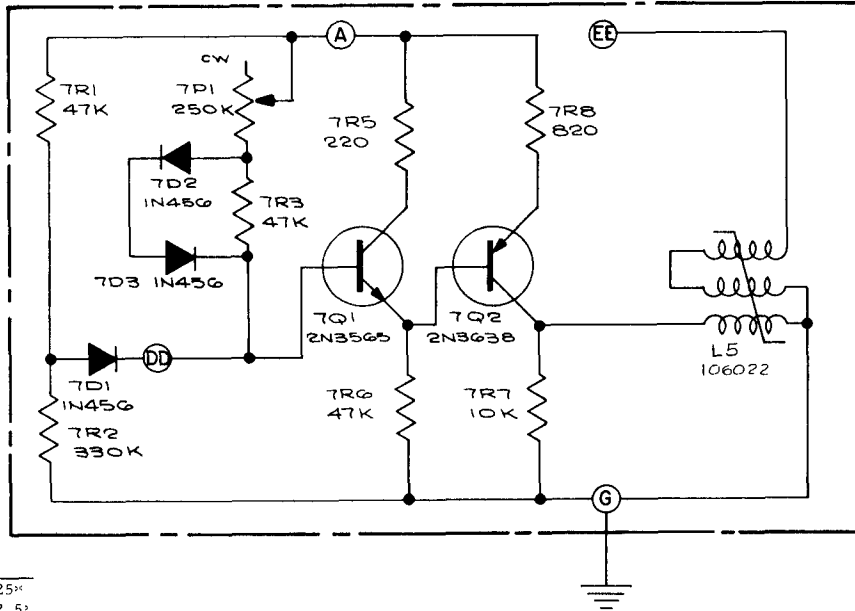 A
EE
CW
7R1
47K
7P1
250K
7R5
220
7R8
820
7D2
1N456
7R3
47K
7D3 1N456
7Q1
2N3565
7Q2
2N3638
L5
106022
DD
7D1
1N456
7R2
330K
7R6
47K
7R7
10K
G